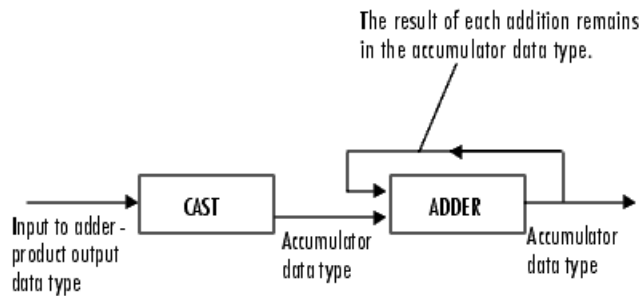 The result of each addition remains
in the accumulator data type.
CAST
ADDER
Input to adder -
product output
data type
Accumulator
data type
Accumulator
data type